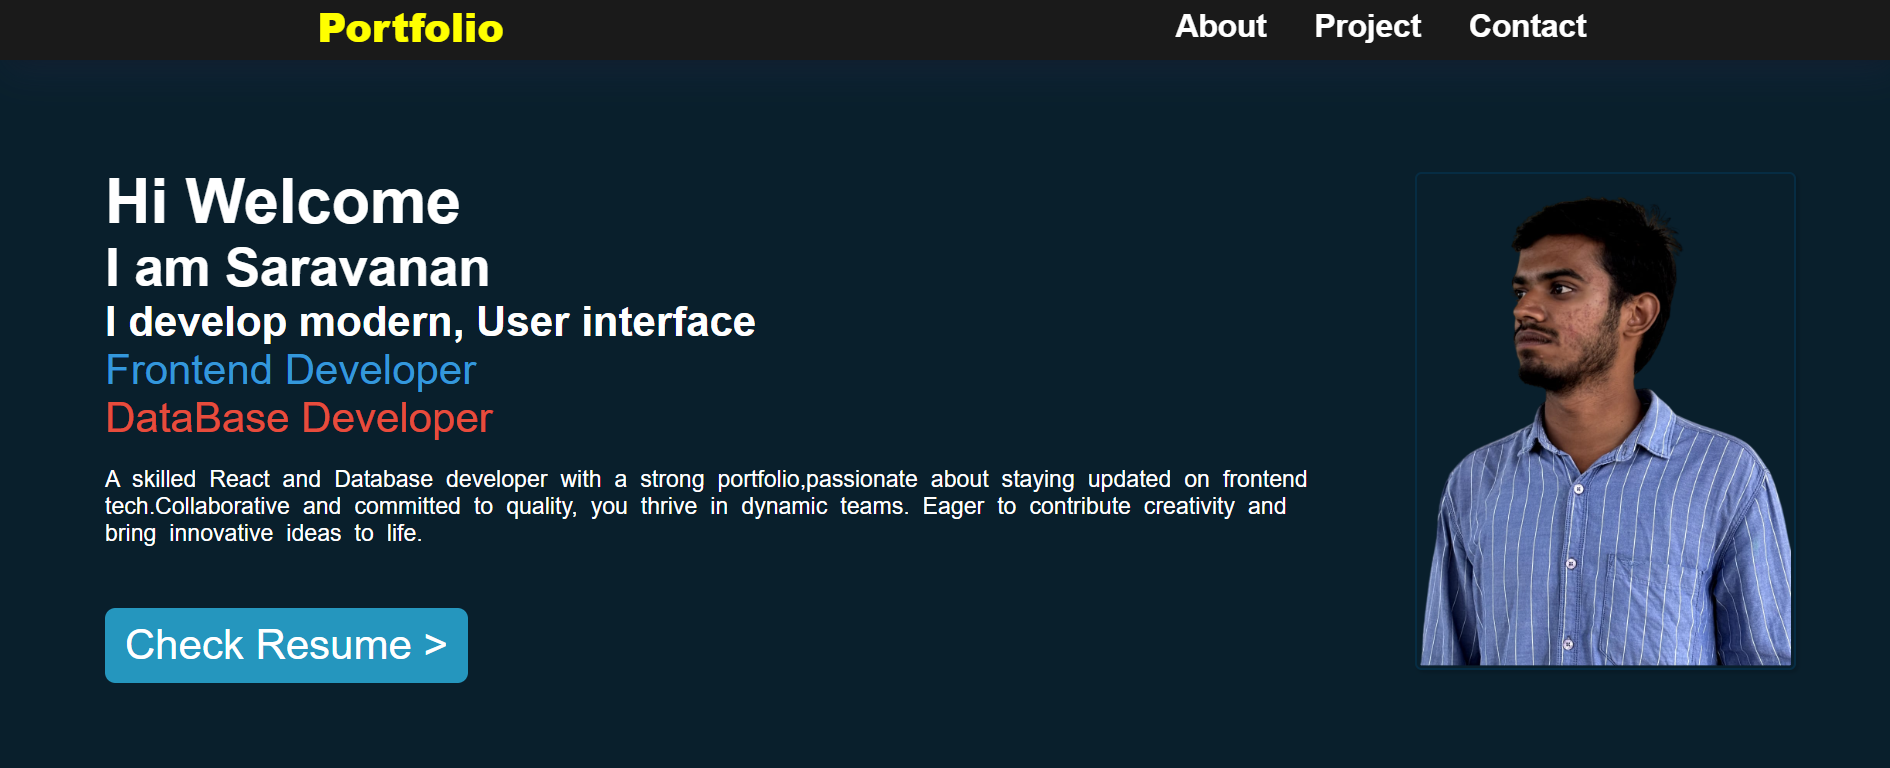 Portfolio
About Project Contact
Hi Welcome
I am Saravanan
I develop modern, User interface
Frontend Developer
DataBase Developer
A skilled React and Database developer with a strong portfolio,passionate about staying updated on frontend
tech.Collaborative and committed to quality, you thrive in dynamic teams. Eager to contribute creativity and
bring innovative ideas to life.
Check Resume >